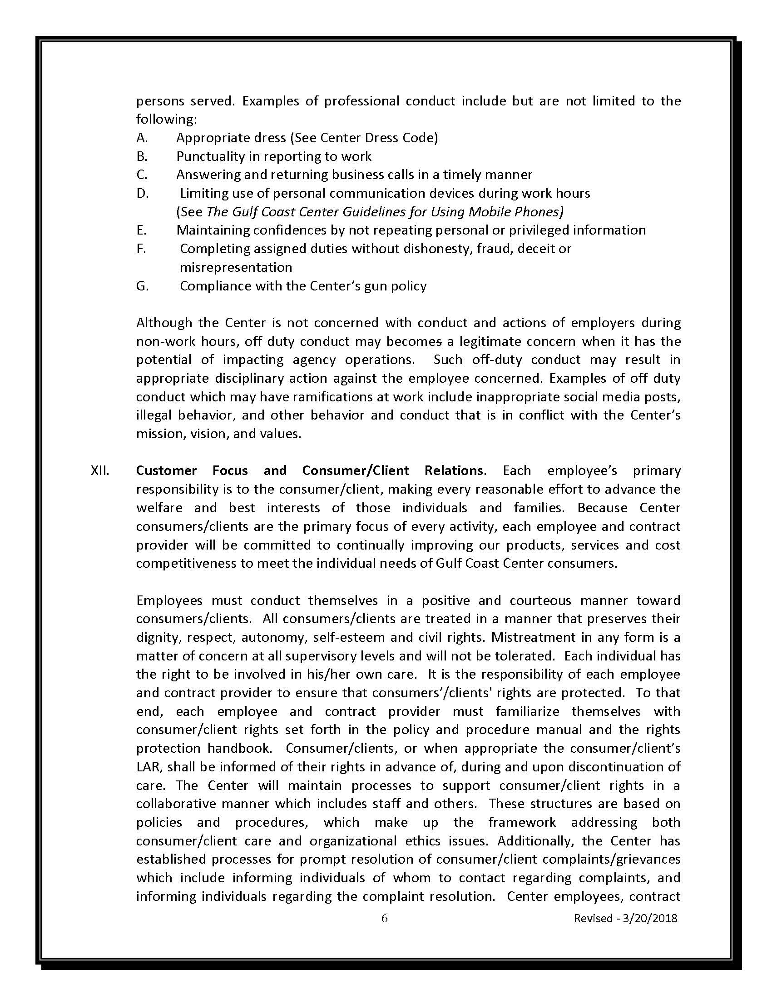 persons served. Examples of professional conduct include but are not limited to the
following:
A. Appropriate dress (See Center Dress Code)
B. Punctuality in reporting to work
C. Answering and returning business calls in a timely manner
D. Limiting use of personal communication devices during work hours
(See The Gulf Coast Center Guidelines for Using Mobile Phones)
E. Maintaining confidences by not repeating personal or privileged information
F. Completing assigned duties without dishonesty, fraud, deceit or
misrepresentation
G. Compliance with the Center’s gun policy
Although the Center is not concerned with conduct and actions of employers during
non-work hours, off duty conduct may becomes a legitimate concern when it has the
potential of impacting agency operations. Such off-duty conduct may result in
appropriate disciplinary action against the employee concerned. Examples of off duty
conduct which may have ramifications at work include inappropriate social media posts,
illegal behavior, and other behavior and conduct that is in conflict with the Center’s
mission, vision, and values.
XII. Customer Focus and Consumer/Client Relations. Each employee’s primary
responsibility is to the consumer/client, making every reasonable effort to advance the
welfare and best interests of those individuals and families. Because Center
consumers/clients are the primary focus of every activity, each employee and contract
provider will be committed to continually improving our products, services and cost
competitiveness to meet the individual needs of Gulf Coast Center consumers.
Employees must conduct themselves in a positive and courteous manner toward
consumers/clients. All consumers/clients are treated in a manner that preserves their
dignity, respect, autonomy, self-esteem and civil rights. Mistreatment in any form is a
matter of concern at all supervisory levels and will not be tolerated. Each individual has
the right to be involved in his/her own care. It is the responsibility of each employee
and contract provider to ensure that consumers’/clients' rights are protected. To that
end, each employee and contract provider must familiarize themselves with
consumer/client rights set forth in the policy and procedure manual and the rights
protection handbook. Consumer/clients, or when appropriate the consumer/client’s
LAR, shall be informed of their rights in advance of, during and upon discontinuation of
care. The Center will maintain processes to support consumer/client rights in a
collaborative manner which includes staff and others. These structures are based on
policies and procedures, which make up the framework addressing both
consumer/client care and organizational ethics issues. Additionally, the Center has
established processes for prompt resolution of consumer/client complaints/grievances
which include informing individuals of whom to contact regarding complaints, and
informing individuals regarding the complaint resolution. Center employees, contract
6 Revised - 3/20/2018